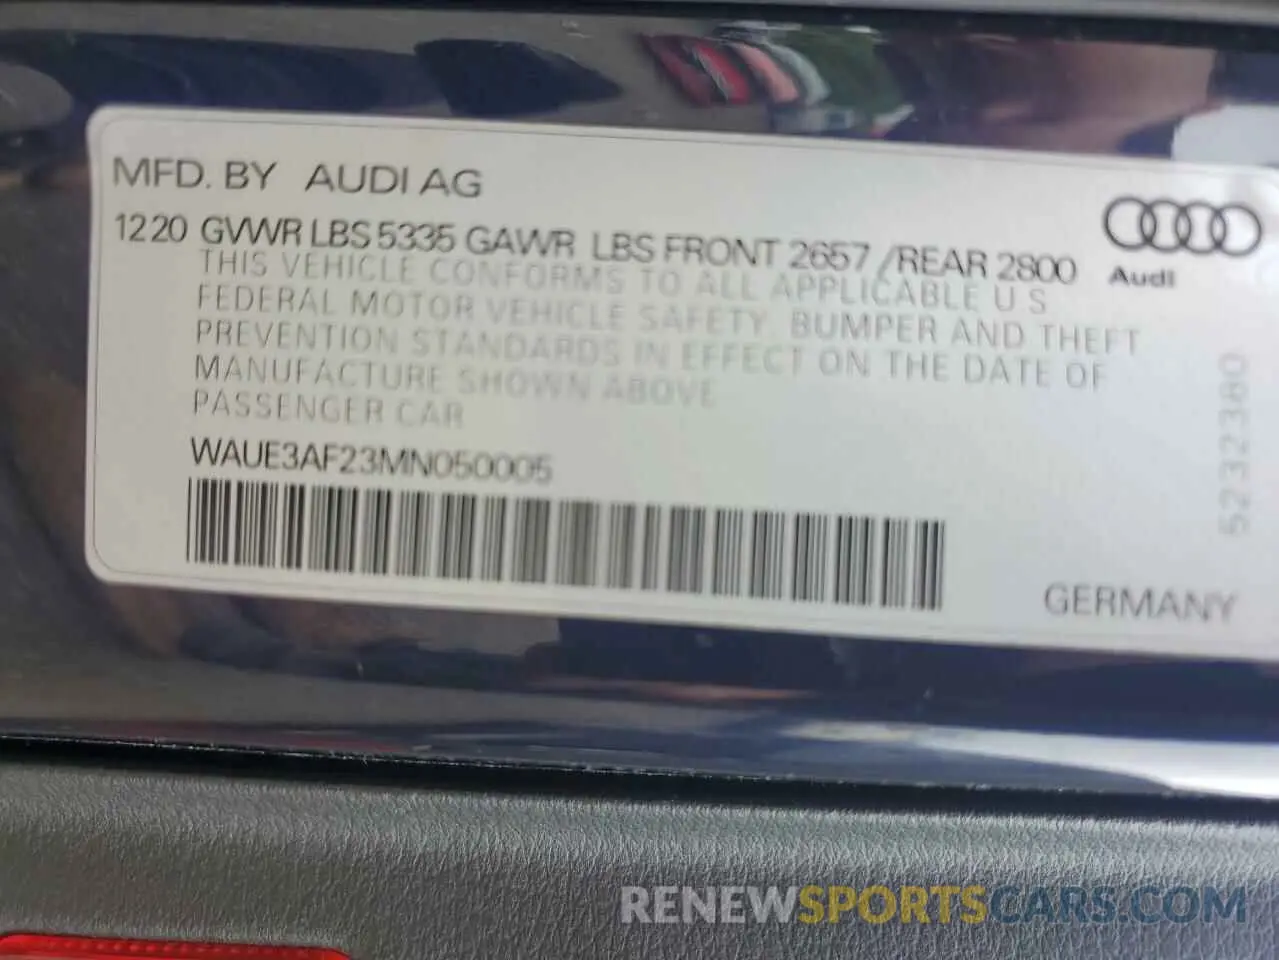 MFD. BY AUDI AG
1220 GVWR LBS 5335 GAWR LBS FRONT 2657 /REAR 2800
THIS VEHICLE CONFORMS TO ALL APPLICABLE U S
FEDERAL MOTOR VEHICLE SAFETY, BUMPER AND THEFT
PREVENTION STANDARDS IN EFFECT ON THE DATE OF
MANUFACTURE SHOWN ABOVE
PASSENGER CAR
WAUE3AF23MN050005
Audi
5232380
GERMANY
RENEWSPORTSCARS.COM